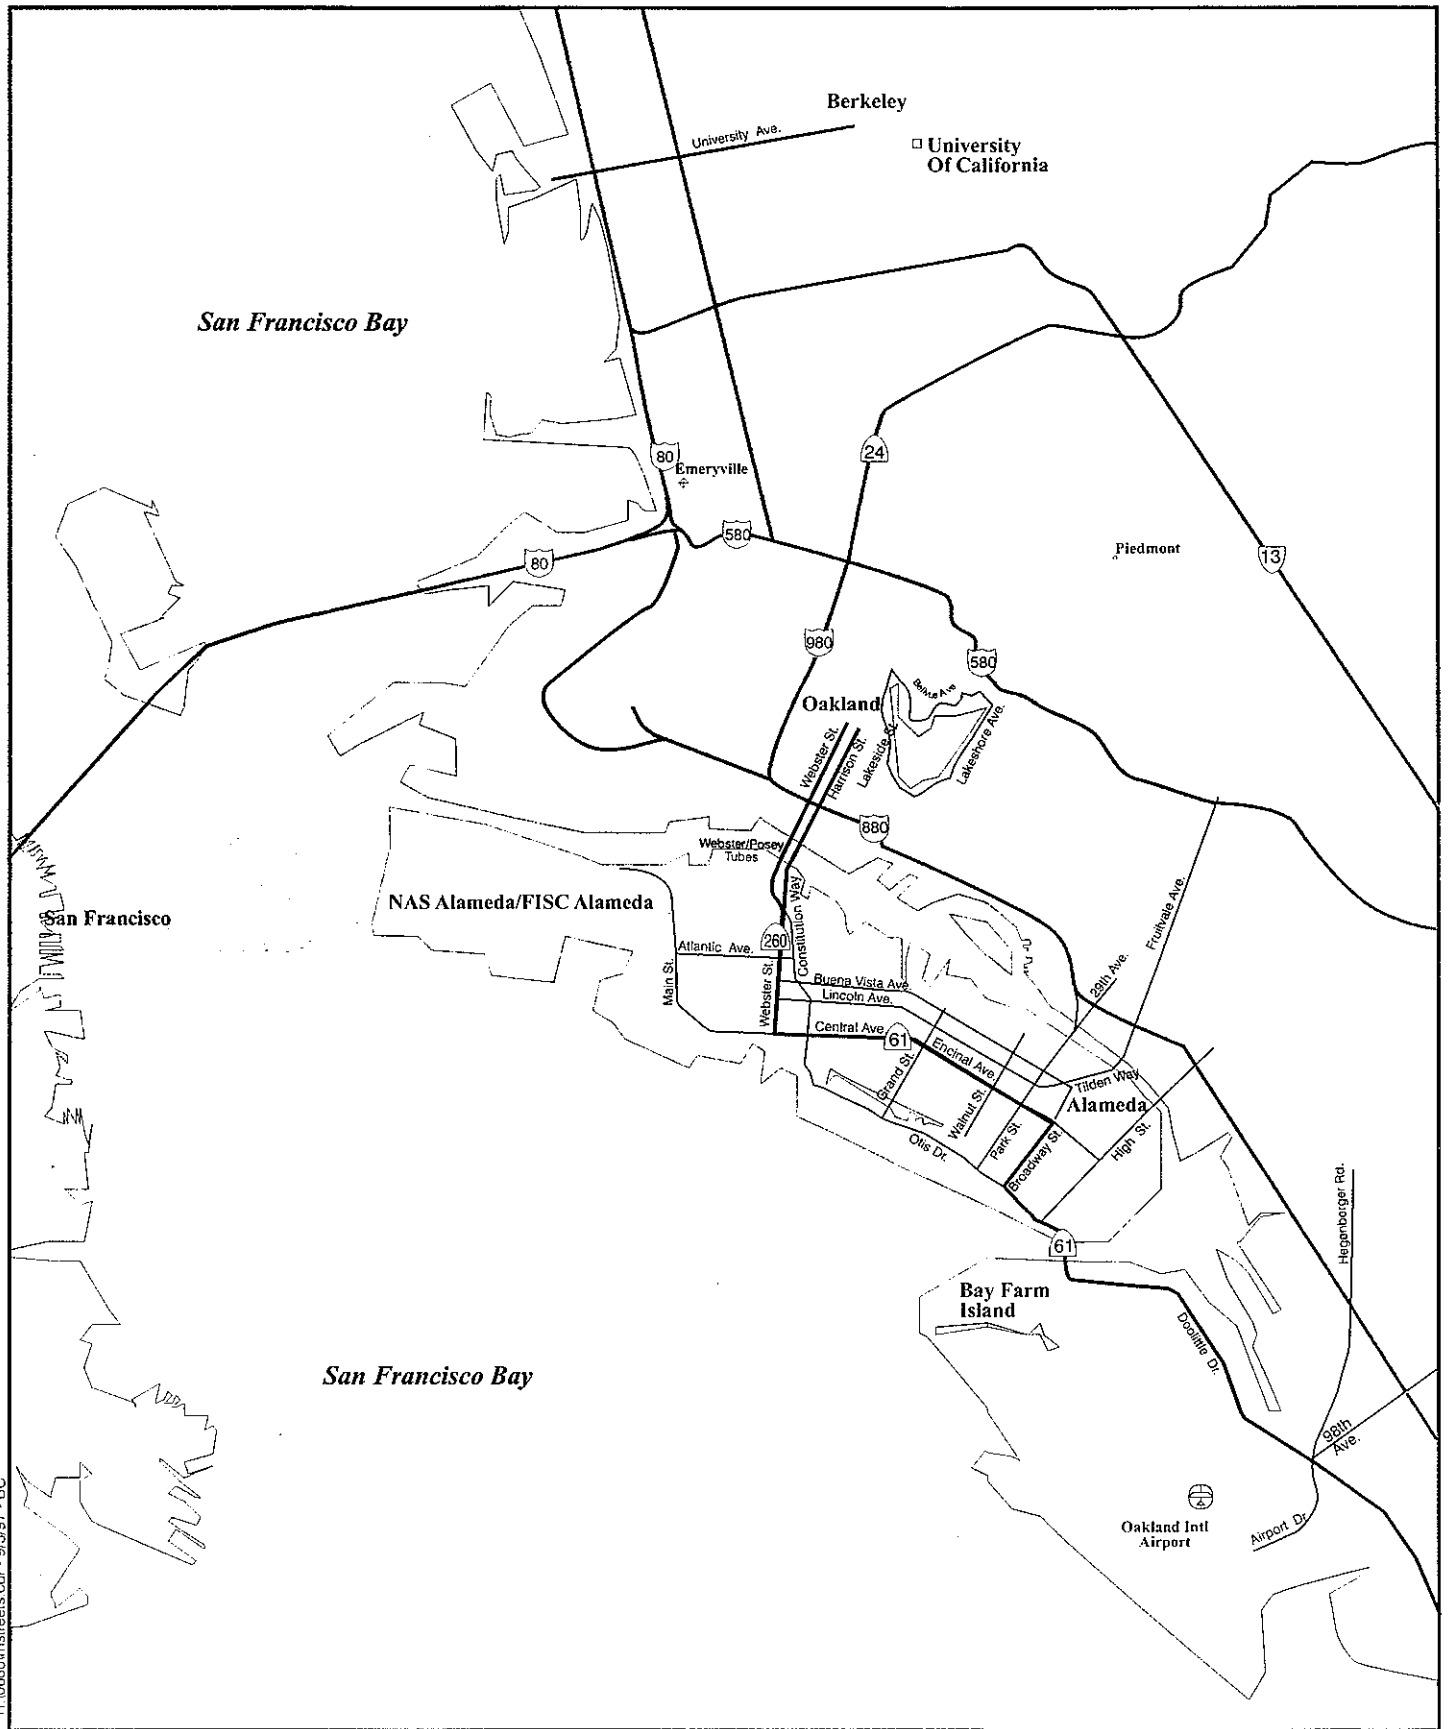 Berkeley
University Ave.
University
Of California
San Francisco Bay
24
80
Emeryville
580
80
Piedmont
13
980
580
Bellvue Ave
Oakland
Webster St.
Harrison St.
Lakeside St.
Lakeshore Ave.
880
Webster/Posey
Tubes
NAS Alameda/FISC Alameda
San Francisco
Constitution Way
260
Atlantic Ave.
Main St.
Webster St.
Buena Vista Ave.
Lincoln Ave.
Central Ave.
61
Encinal Ave.
Grand St.
Walnut St.
Park St.
Broadway St.
29th Ave.
Fruitvale Ave.
Tilden Way
Alameda
High St.
Otis Dr.
61
Hegenberger Rd.
Bay Farm
Island
Doolittle Dr.
San Francisco Bay
98th
Ave.
Oakland Intl
Airport
Airport Dr.